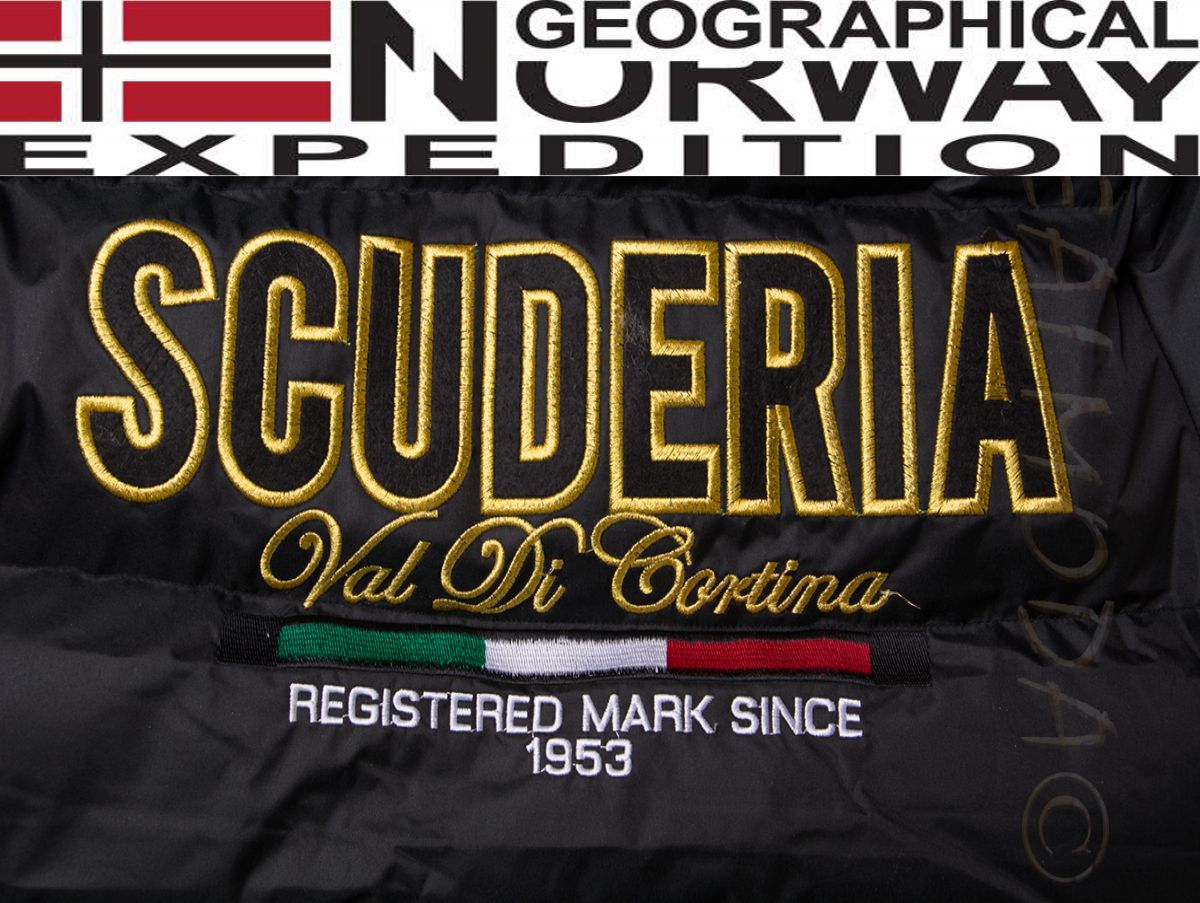 GEOGRAPHICAL
NORWAY
EXPEDITION
SCUDERIA
Val Di Cortina
REGISTERED MARK SINCE
1953